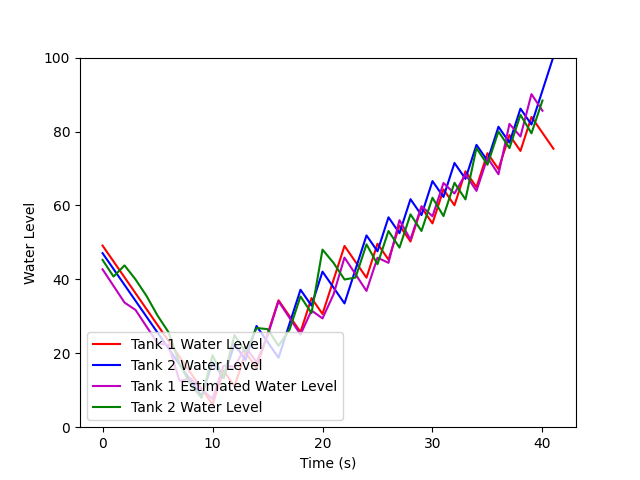 100
80
60
40
20
0
Water Level
Tank 1 Water Level
Tank 2 Water Level
Tank 1 Estimated Water Level
Tank 2 Water Level
0 10 20 30 40
Time (s)